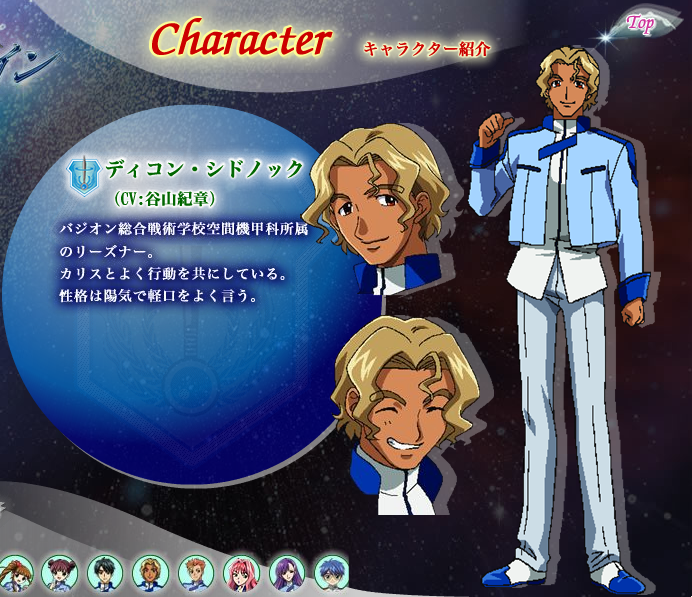 イン
Character
キャラクター紹介
Top
ディコン・シドノック
(CV:谷山紀章)
バジオン総合戦術学校空間機甲科所属
のリーズナー。
カリスとよく行動を共にしている。
性格は陽気で軽口をよく言う。